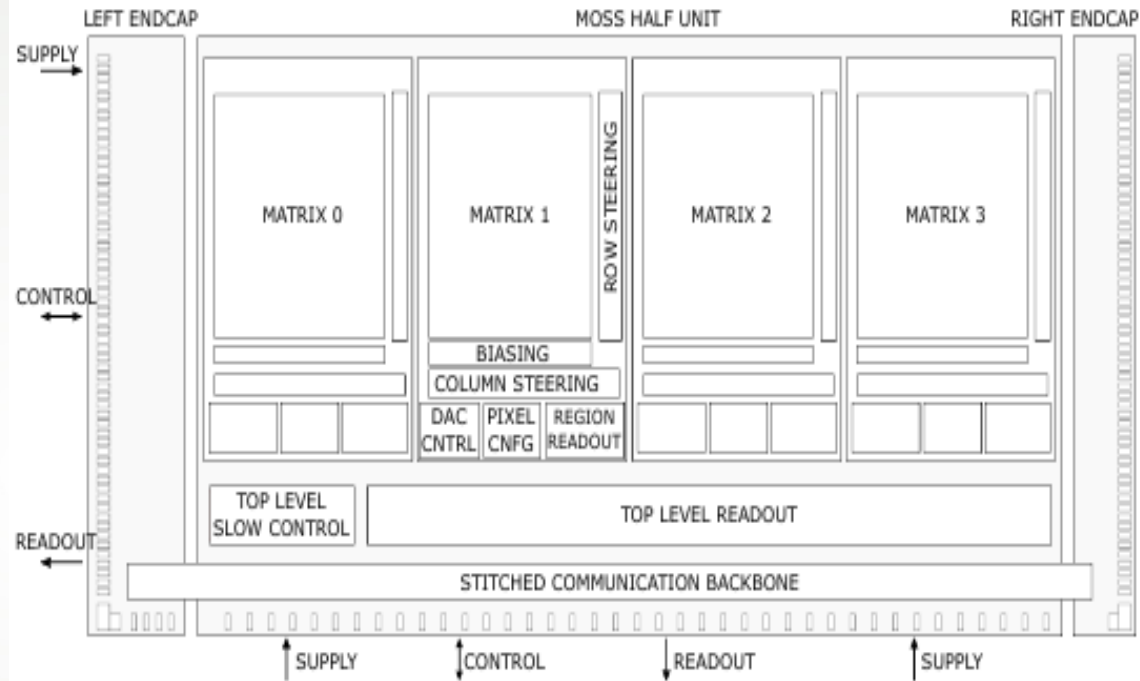 LEFT ENDCAP
MOSS HALF UNIT
RIGHT ENDCAP
SUPPLY
MATRIX 0
MATRIX 1
ROW STEERING
MATRIX 2
MATRIX 3
CONTROL
BIASING
COLUMN STEERING
DAC
CNTRL
PIXEL
CNFG
REGION
READOUT
TOP LEVEL
SLOW CONTROL
TOP LEVEL READOUT
READOUT
STITCHED COMMUNICATION BACKBONE
SUPPLY
CONTROL
READOUT
SUPPLY